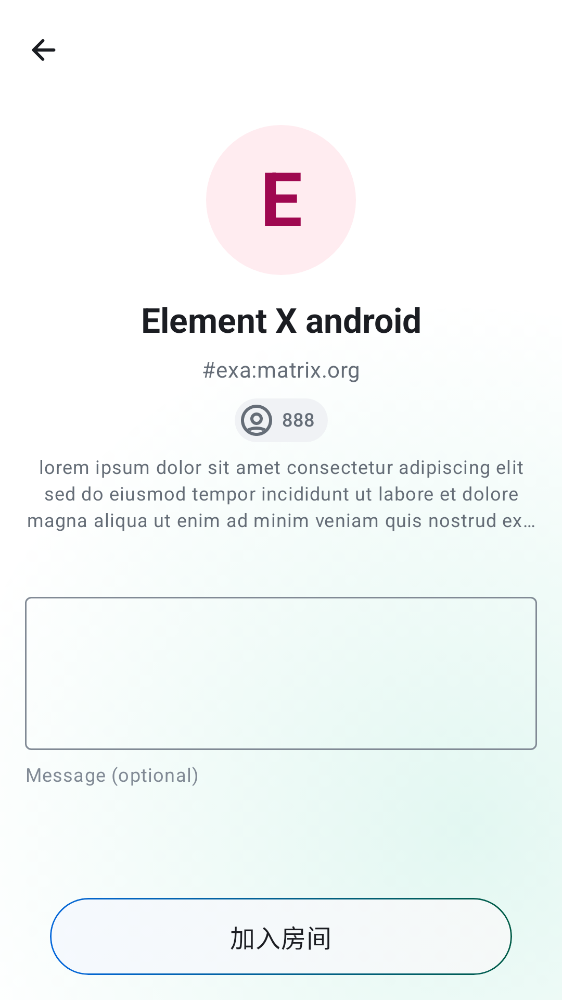 E
Element X android
#exa:matrix.org
888
lorem ipsum dolor sit amet consectetur adipiscing elit
sed do eiusmod tempor incididunt ut labore et dolore
magna aliqua ut enim ad minim veniam quis nostrud ex…
Message (optional)
加入房间